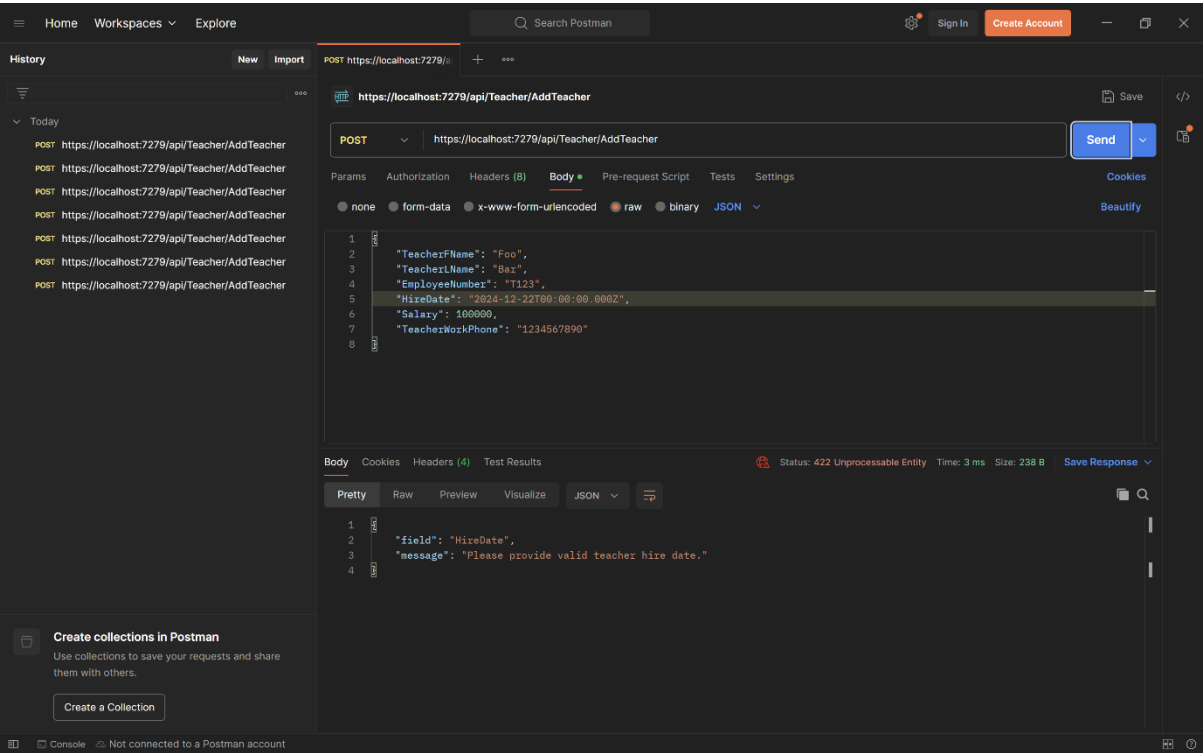 Home Workspaces Explore Search Postman Sign In Create Account
History New Import POST https://localhost:7279/a
HTTP https://localhost:7279/api/Teacher/AddTeacher Save
Today
POST https://localhost:7279/api/Teacher/AddTeacher
POST https://localhost:7279/api/Teacher/AddTeacher
POST https://localhost:7279/api/Teacher/AddTeacher
POST https://localhost:7279/api/Teacher/AddTeacher
POST https://localhost:7279/api/Teacher/AddTeacher
POST https://localhost:7279/api/Teacher/AddTeacher
POST https://localhost:7279/api/Teacher/AddTeacher
POST https://localhost:7279/api/Teacher/AddTeacher Send
Params Authorization Headers (8) Body Pre-request Script Tests Settings Cookies
none form-data x-www-form-urlencoded raw binary JSON Beautify
1 {
2 "TeacherFName": "Foo",
3 "TeacherLName": "Bar",
4 "EmployeeNumber": "T123",
5 "HireDate": "2024-12-22T00:00:00.000Z",
6 "Salary": 100000,
7 "TeacherWorkPhone": "1234567890"
8 }
Body Cookies Headers (4) Test Results Status: 422 Unprocessable Entity Time: 3 ms Size: 238 B Save Response
Pretty Raw Preview Visualize JSON
1 {
2 "field": "HireDate",
3 "message": "Please provide valid teacher hire date."
4 }
Create collections in Postman
Use collections to save your requests and share
them with others.
Create a Collection
Console Not connected to a Postman account